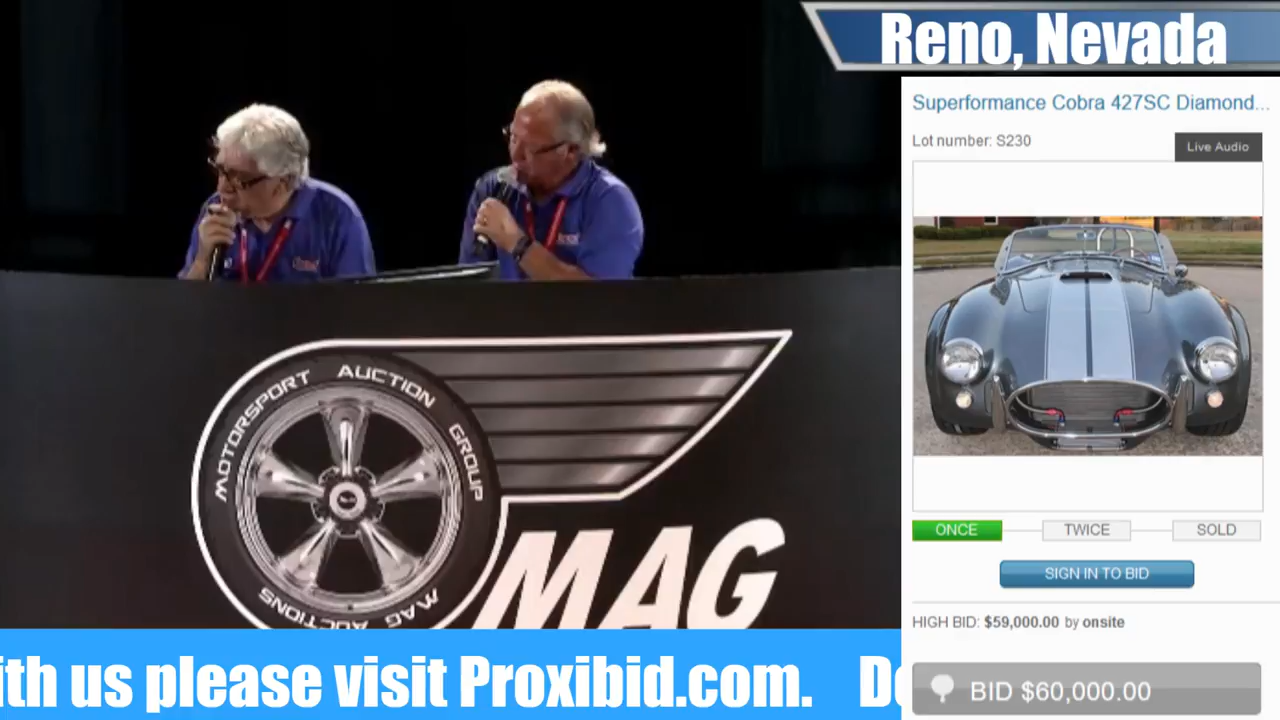 Reno, Nevada
Superformance Cobra 427SC Diamond...
Lot number: S230
Live Audio
MOTORSPORT AUCTION GROUP
MAG AUCTIONS
MAG
ONCE
TWICE
SOLD
SIGN IN TO BID
HIGH BID: $59,000.00 by onsite
BID $60,000.00
ith us please visit Proxibid.com. De